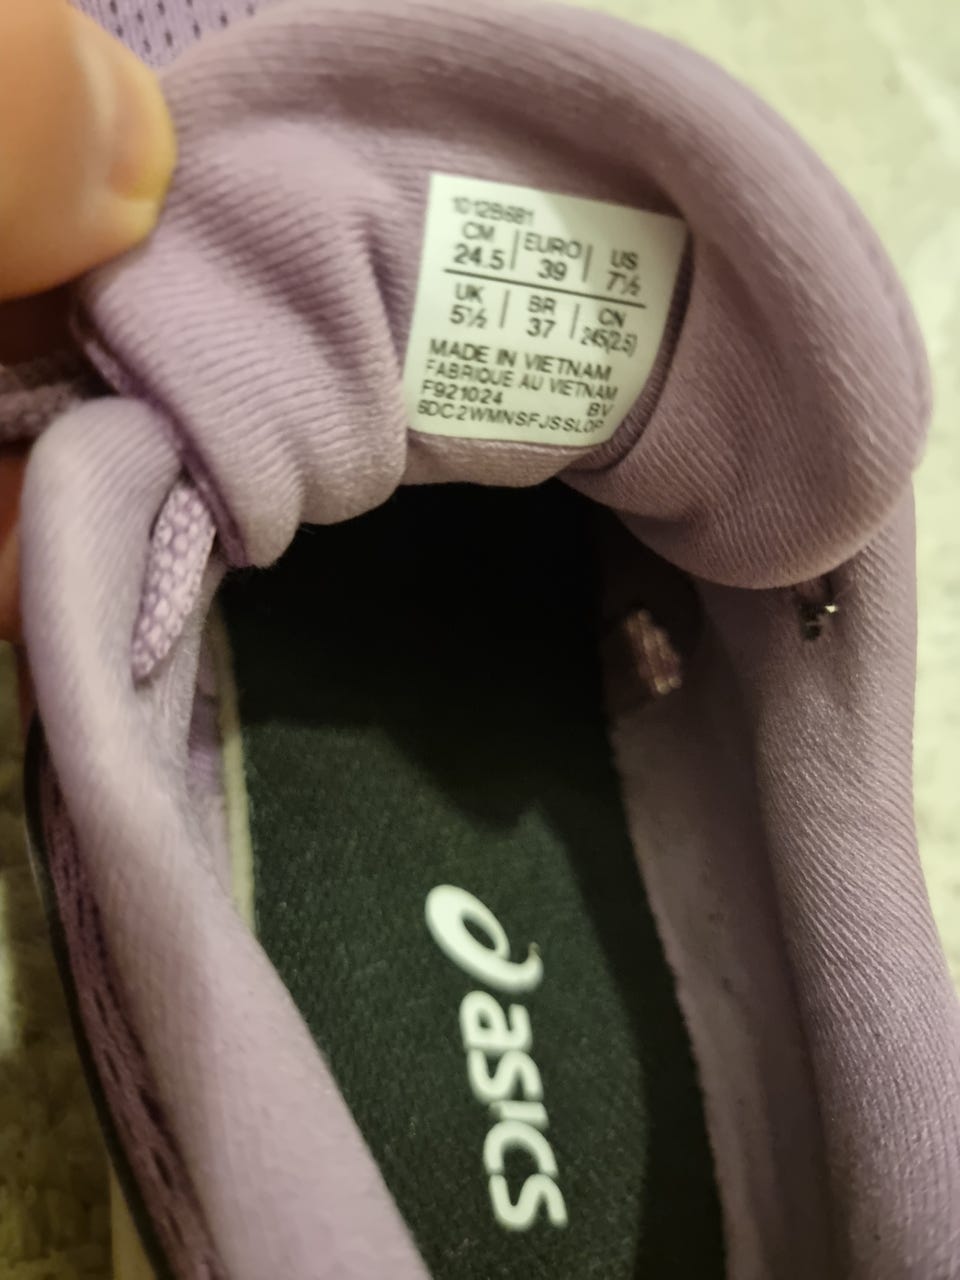 1012B681
CM EURO US
24.5 39 7½
UK BR CN
5½ 37 245(2.5)
MADE IN VIETNAM
FABRIQUE AU VIETNAM
F921024 BV
6DC2WMNSFJSSLOP
asics